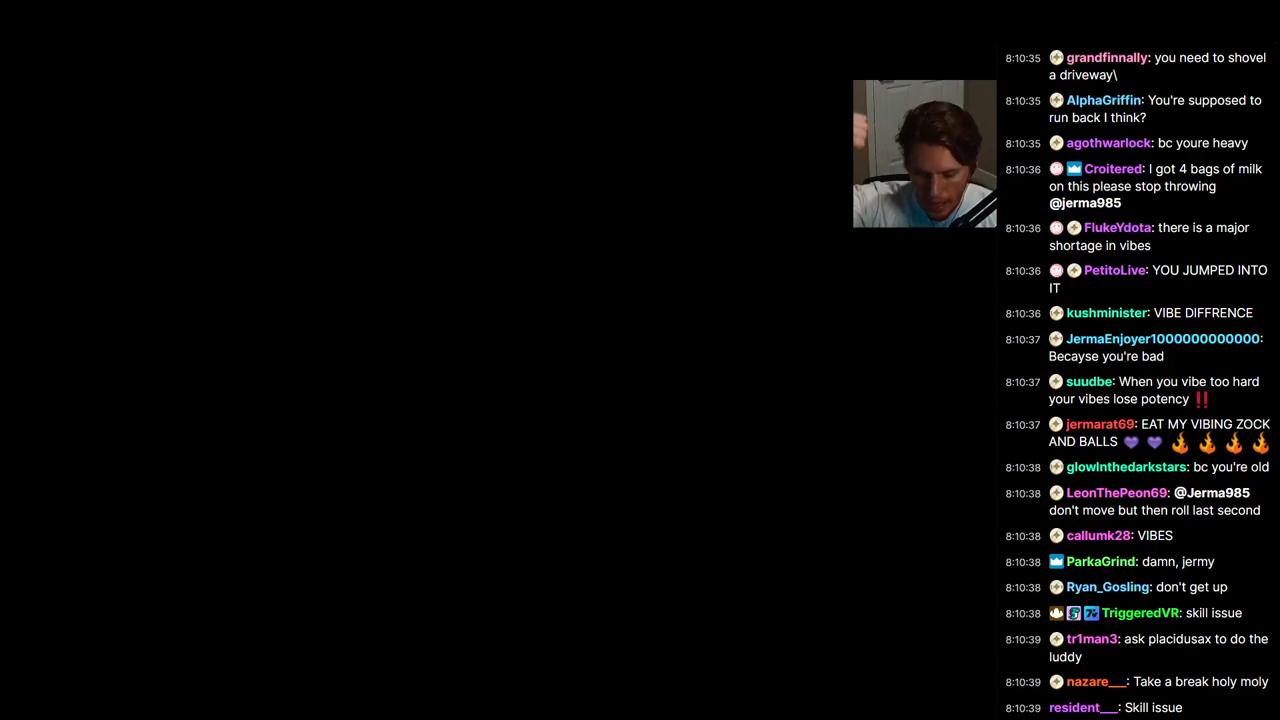 8:10:35 grandfinnally: you need to shovel
a driveway\
8:10:35 AlphaGriffin: You're supposed to
run back I think?
8:10:35 agothwarlock: bc youre heavy
8:10:36 Croitered: I got 4 bags of milk
on this please stop throwing
@jerma985
8:10:36 FlukeYdota: there is a major
shortage in vibes
8:10:36 PetitoLive: YOU JUMPED INTO
IT
8:10:36 kushminister: VIBE DIFFRENCE
8:10:37 JermaEnjoyer1000000000000:
Becayse you're bad
8:10:37 suudbe: When you vibe too hard
your vibes lose potency ‼️
8:10:37 jermarat69: EAT MY VIBING ZOCK
AND BALLS 💜 💜 🔥 🔥 🔥 🔥
8:10:38 glowInthedarkstars: bc you're old
8:10:38 LeonThePeon69: @Jerma985
don't move but then roll last second
8:10:38 callumk28: VIBES
8:10:38 ParkaGrind: damn, jermy
8:10:38 Ryan_Gosling: don't get up
8:10:38 TriggeredVR: skill issue
8:10:39 tr1man3: ask placidusax to do the
luddy
8:10:39 nazare___: Take a break holy moly
8:10:39 resident___: Skill issue